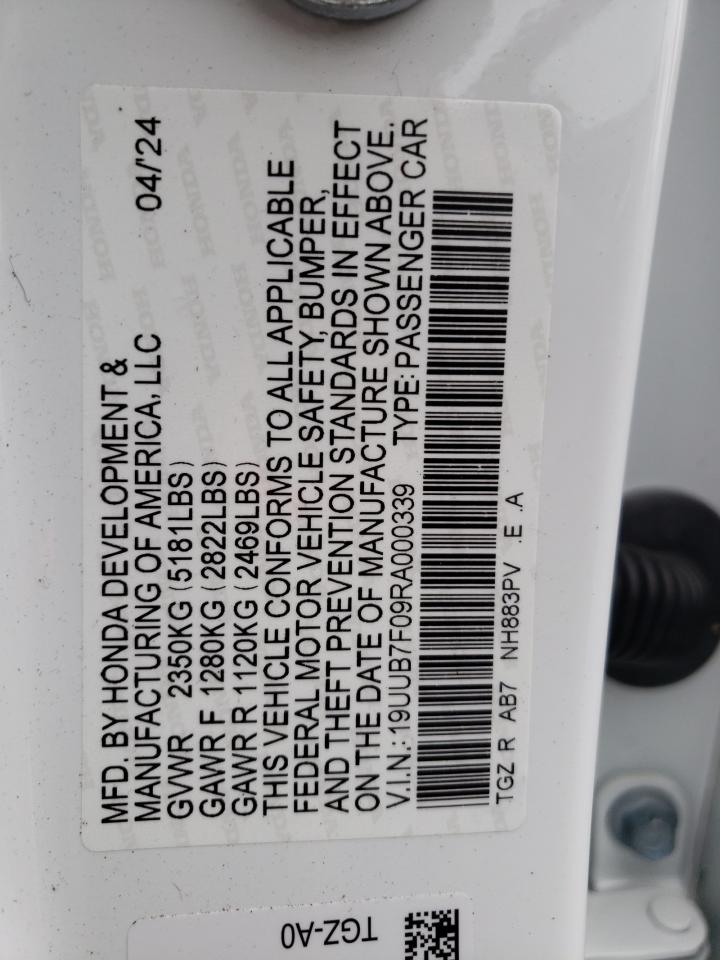 MFD. BY HONDA DEVELOPMENT &
MANUFACTURING OF AMERICA, LLC 04/'24
GVWR 2350KG (5181LBS)
GAWR F 1280KG (2822LBS)
GAWR R 1120KG (2469LBS)
THIS VEHICLE CONFORMS TO ALL APPLICABLE
FEDERAL MOTOR VEHICLE SAFETY, BUMPER,
AND THEFT PREVENTION STANDARDS IN EFFECT
ON THE DATE OF MANUFACTURE SHOWN ABOVE.
V.I.N.: 19UUB7F09RA000339 TYPE: PASSENGER CAR
TGZ R AB7 NH883PV .E .A
TGZ-A0